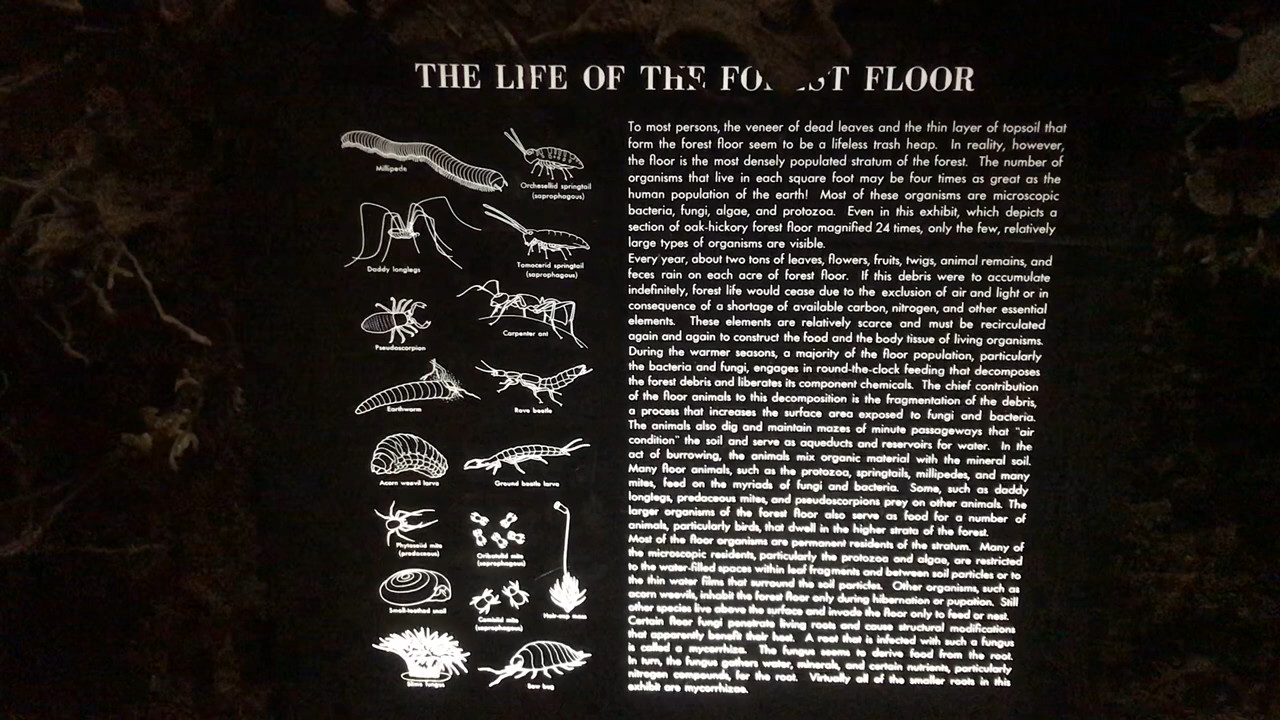 THE LIFE OF THE FOREST FLOOR
Millipede
Orchesellid springtail
(saprophagous)
Daddy longlegs
Tomocerid springtail
(saprophagous)
Pseudoscorpion
Carpenter ant
Earthworm
Rove beetle
Acorn weevil larva
Ground beetle larva
Phytoseiid mite
(predaceous)
Oribatulid mite
(saprophagous)
Small-toothed snail
Camisiid mite
(saprophagous)
Hair-cap moss
Slime fungus
Sow bug
To most persons, the veneer of dead leaves and the thin layer of topsoil that
form the forest floor seem to be a lifeless trash heap. In reality, however,
the floor is the most densely populated stratum of the forest. The number of
organisms that live in each square foot may be four times as great as the
human population of the earth! Most of these organisms are microscopic
bacteria, fungi, algae, and protozoa. Even in this exhibit, which depicts a
section of oak-hickory forest floor magnified 24 times, only the few, relatively
large types of organisms are visible.
Every year, about two tons of leaves, flowers, fruits, twigs, animal remains, and
feces rain on each acre of forest floor. If this debris were to accumulate
indefinitely, forest life would cease due to the exclusion of air and light or in
consequence of a shortage of available carbon, nitrogen, and other essential
elements. These elements are relatively scarce and must be recirculated
again and again to construct the food and the body tissue of living organisms.
During the warmer seasons, a majority of the floor population, particularly
the bacteria and fungi, engages in round-the-clock feeding that decomposes
the forest debris and liberates its component chemicals. The chief contribution
of the floor animals to this decomposition is the fragmentation of the debris,
a process that increases the surface area exposed to fungi and bacteria.
The animals also dig and maintain mazes of minute passageways that "air
condition" the soil and serve as aqueducts and reservoirs for water. In the
act of burrowing, the animals mix organic material with the mineral soil.
Many floor animals, such as the protozoa, springtails, millipedes, and many
mites, feed on the myriads of fungi and bacteria. Some, such as daddy
longlegs, predaceous mites, and pseudoscorpions prey on other animals. The
larger organisms of the forest floor also serve as food for a number of
animals, particularly birds, that dwell in the higher strata of the forest.
Most of the floor organisms are permanent residents of the stratum. Many of
the microscopic residents, particularly the protozoa and algae, are restricted
to the water-filled spaces within leaf fragments and between soil particles or to
the thin water films that surround the soil particles. Other organisms, such as
acorn weevils, inhabit the forest floor only during hibernation or pupation. Still
other species live above the surface and invade the floor only to feed or nest.
Certain floor fungi penetrate living roots and cause structural modifications
that apparently benefit their host. A root that is infected with such a fungus
is called a mycorrhiza. The fungus seems to derive food from the root.
In turn, the fungus gathers water, minerals, and certain nutrients, particularly
nitrogen compounds, for the root. Virtually all of the smaller roots in this
exhibit are mycorrhizae.